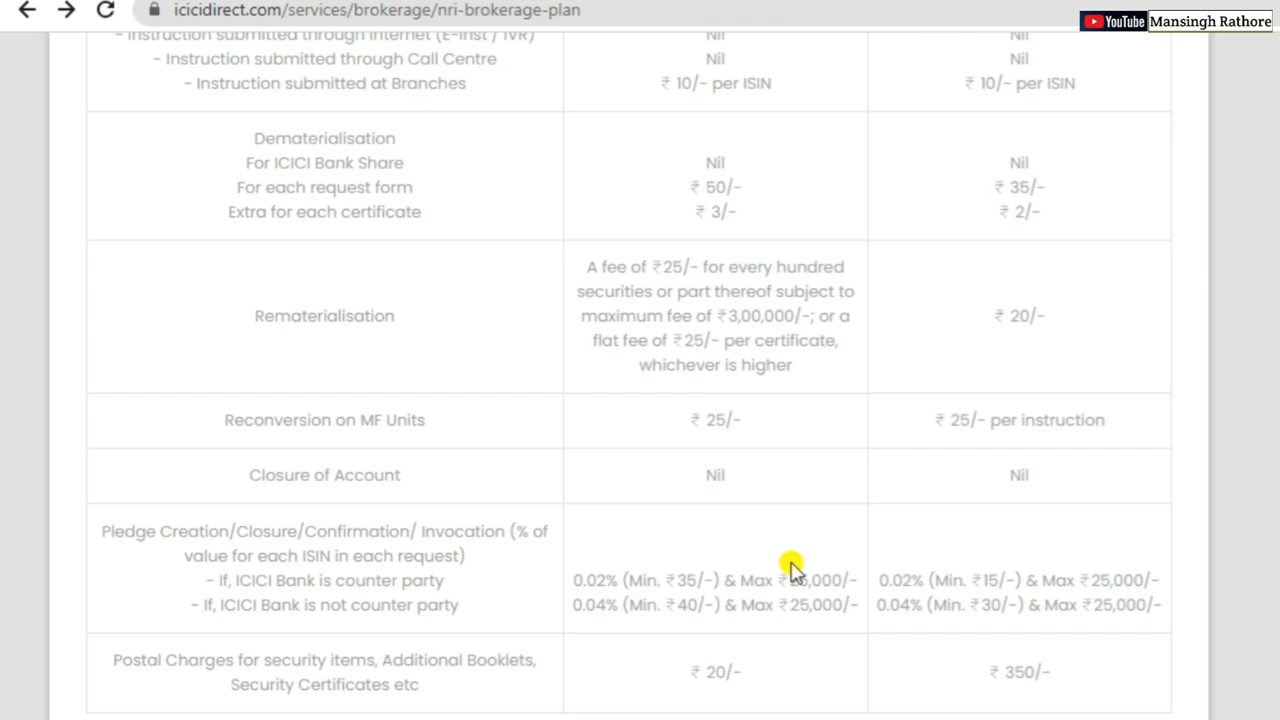 icicidirect.com/services/brokerage/nri-brokerage-plan
YouTube Mansingh Rathore
- Instruction submitted through Internet (E-Inst / IVR) Nil Nil
- Instruction submitted through Call Centre Nil Nil
- Instruction submitted at Branches ₹ 10/- per ISIN ₹ 10/- per ISIN
Dematerialisation
For ICICI Bank Share Nil Nil
For each request form ₹ 50/- ₹ 35/-
Extra for each certificate ₹ 3/- ₹ 2/-
Rematerialisation
A fee of ₹25/- for every hundred
securities or part thereof subject to
maximum fee of ₹3,00,000/-; or a
flat fee of ₹25/- per certificate,
whichever is higher
₹ 20/-
Reconversion on MF Units ₹ 25/- ₹ 25/- per instruction
Closure of Account Nil Nil
Pledge Creation/Closure/Confirmation/ Invocation (% of
value for each ISIN in each request)
- If, ICICI Bank is counter party 0.02% (Min. ₹35/-) & Max 0.02% (Min. ₹15/-) & Max ₹25,000/-
- If, ICICI Bank is not counter party 0.04% (Min. ₹40/-) & Max ₹25,000/- 0.04% (Min. ₹30/-) & Max ₹25,000/-
Postal Charges for security items, Additional Booklets,
Security Certificates etc
₹ 20/- ₹ 350/-